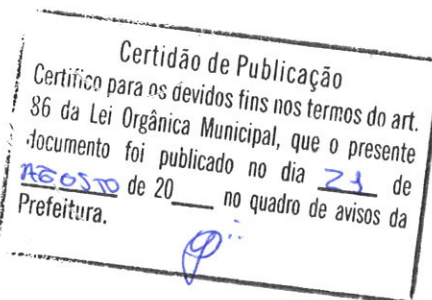 Certidão de Publicação
Certifico para os devidos fins nos termos do art.
86 da Lei Orgânica Municipal, que o presente
documento foi publicado no dia 21 de
AGOSTO de 20____ no quadro de avisos da
Prefeitura.